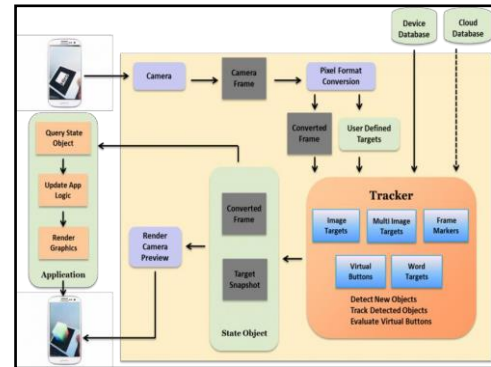 Device
Database
Cloud
Database
Camera
Camera
Frame
Pixel Format
Conversion
Query State
Object
Converted
Frame
User Defined
Targets
Update App
Logic
Render
Graphics
Application
Converted
Frame
Target
Snapshot
State Object
Render
Camera
Preview
Tracker
Image
Targets
Multi Image
Targets
Frame
Markers
Virtual
Buttons
Word
Targets
Detect New Objects
Track Detected Objects
Evaluate Virtual Buttons